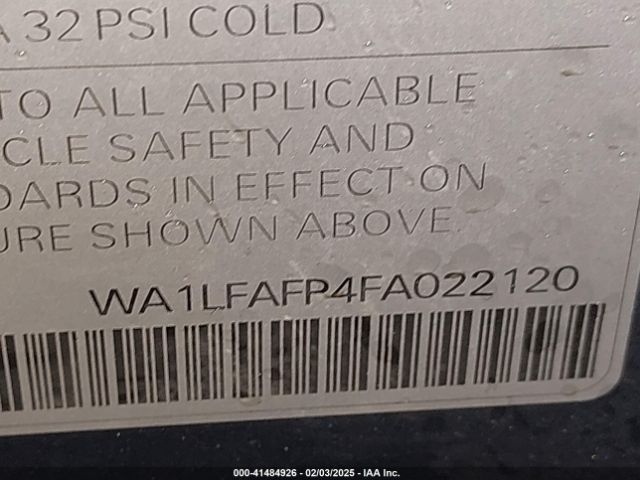 A 32 PSI COLD
TO ALL APPLICABLE
CLE SAFETY AND
DARDS IN EFFECT ON
URE SHOWN ABOVE.
WA1LFAFP4FA022120
000-41484926 - 02/03/2025 - IAA Inc.